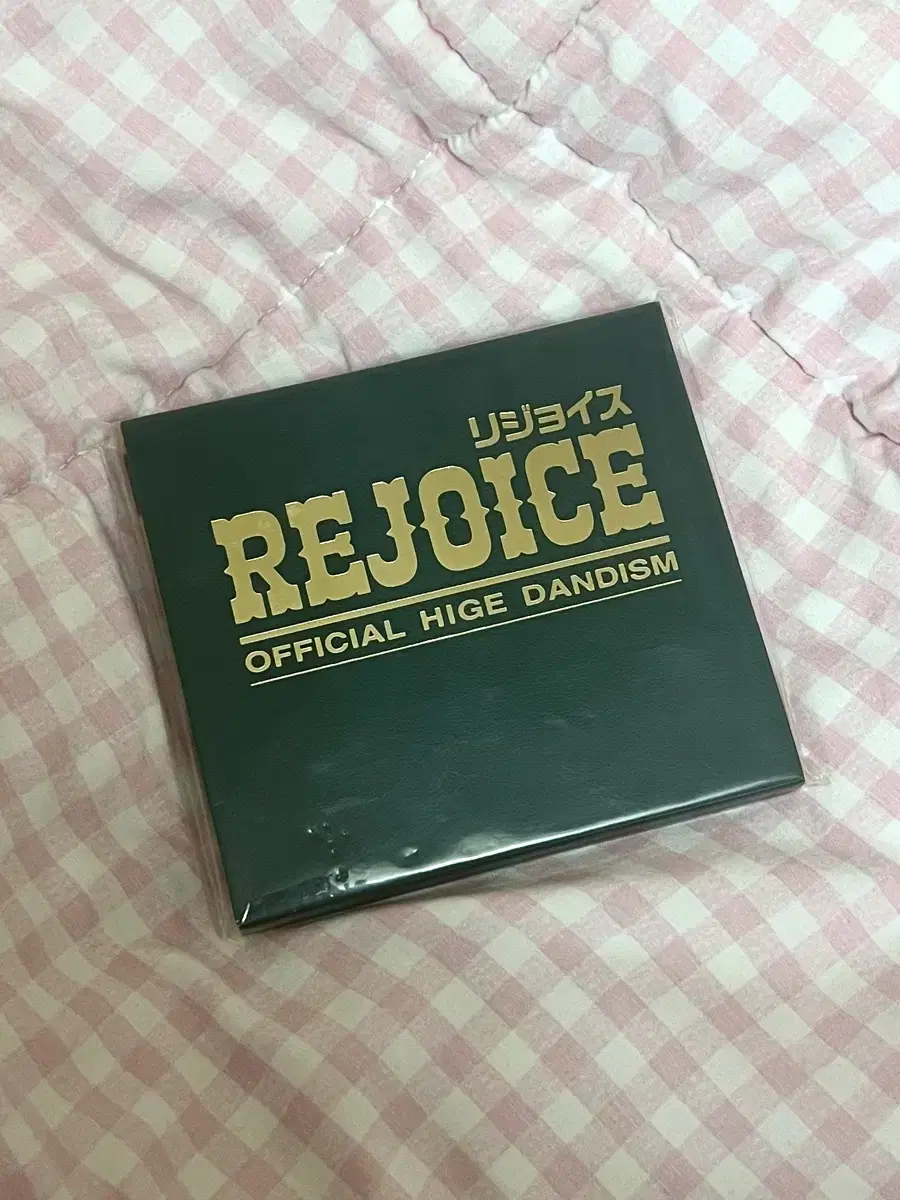 リジョイス
REJOICE
OFFICIAL HIGE DANDISM